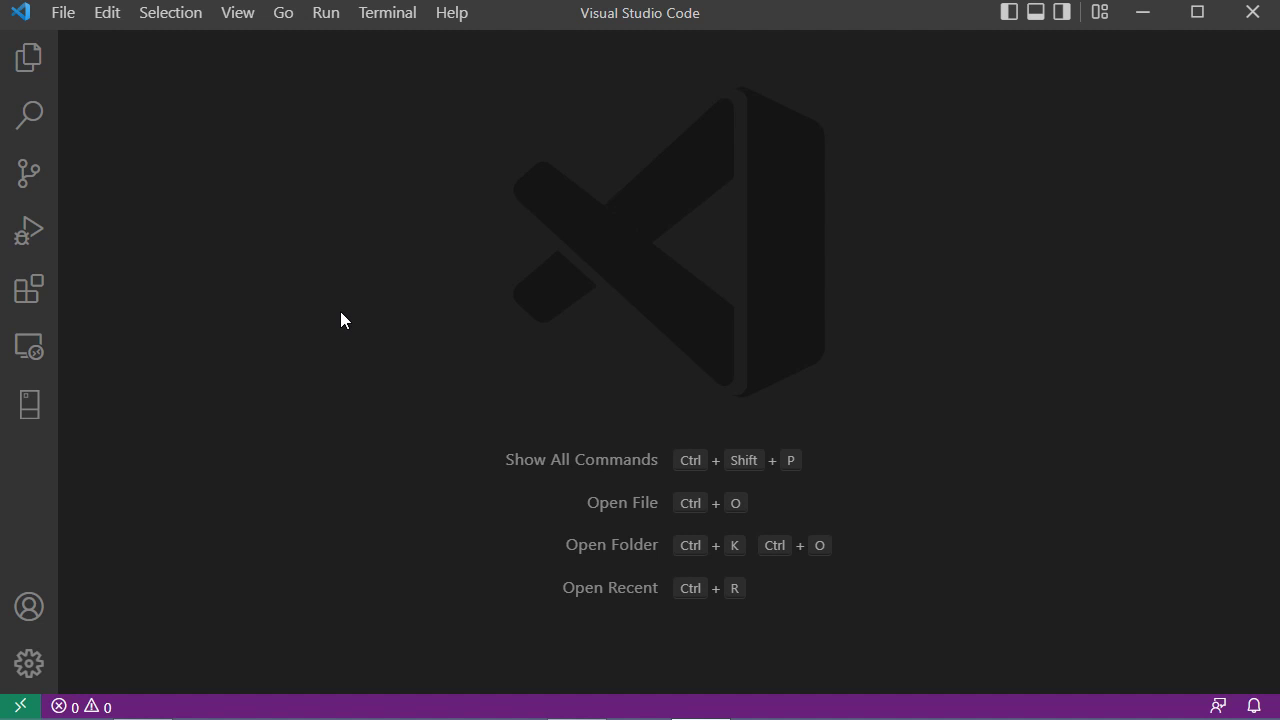 File Edit Selection View Go Run Terminal Help Visual Studio Code
Show All Commands Ctrl + Shift + P
Open File Ctrl + O
Open Folder Ctrl + K Ctrl + O
Open Recent Ctrl + R
0 0